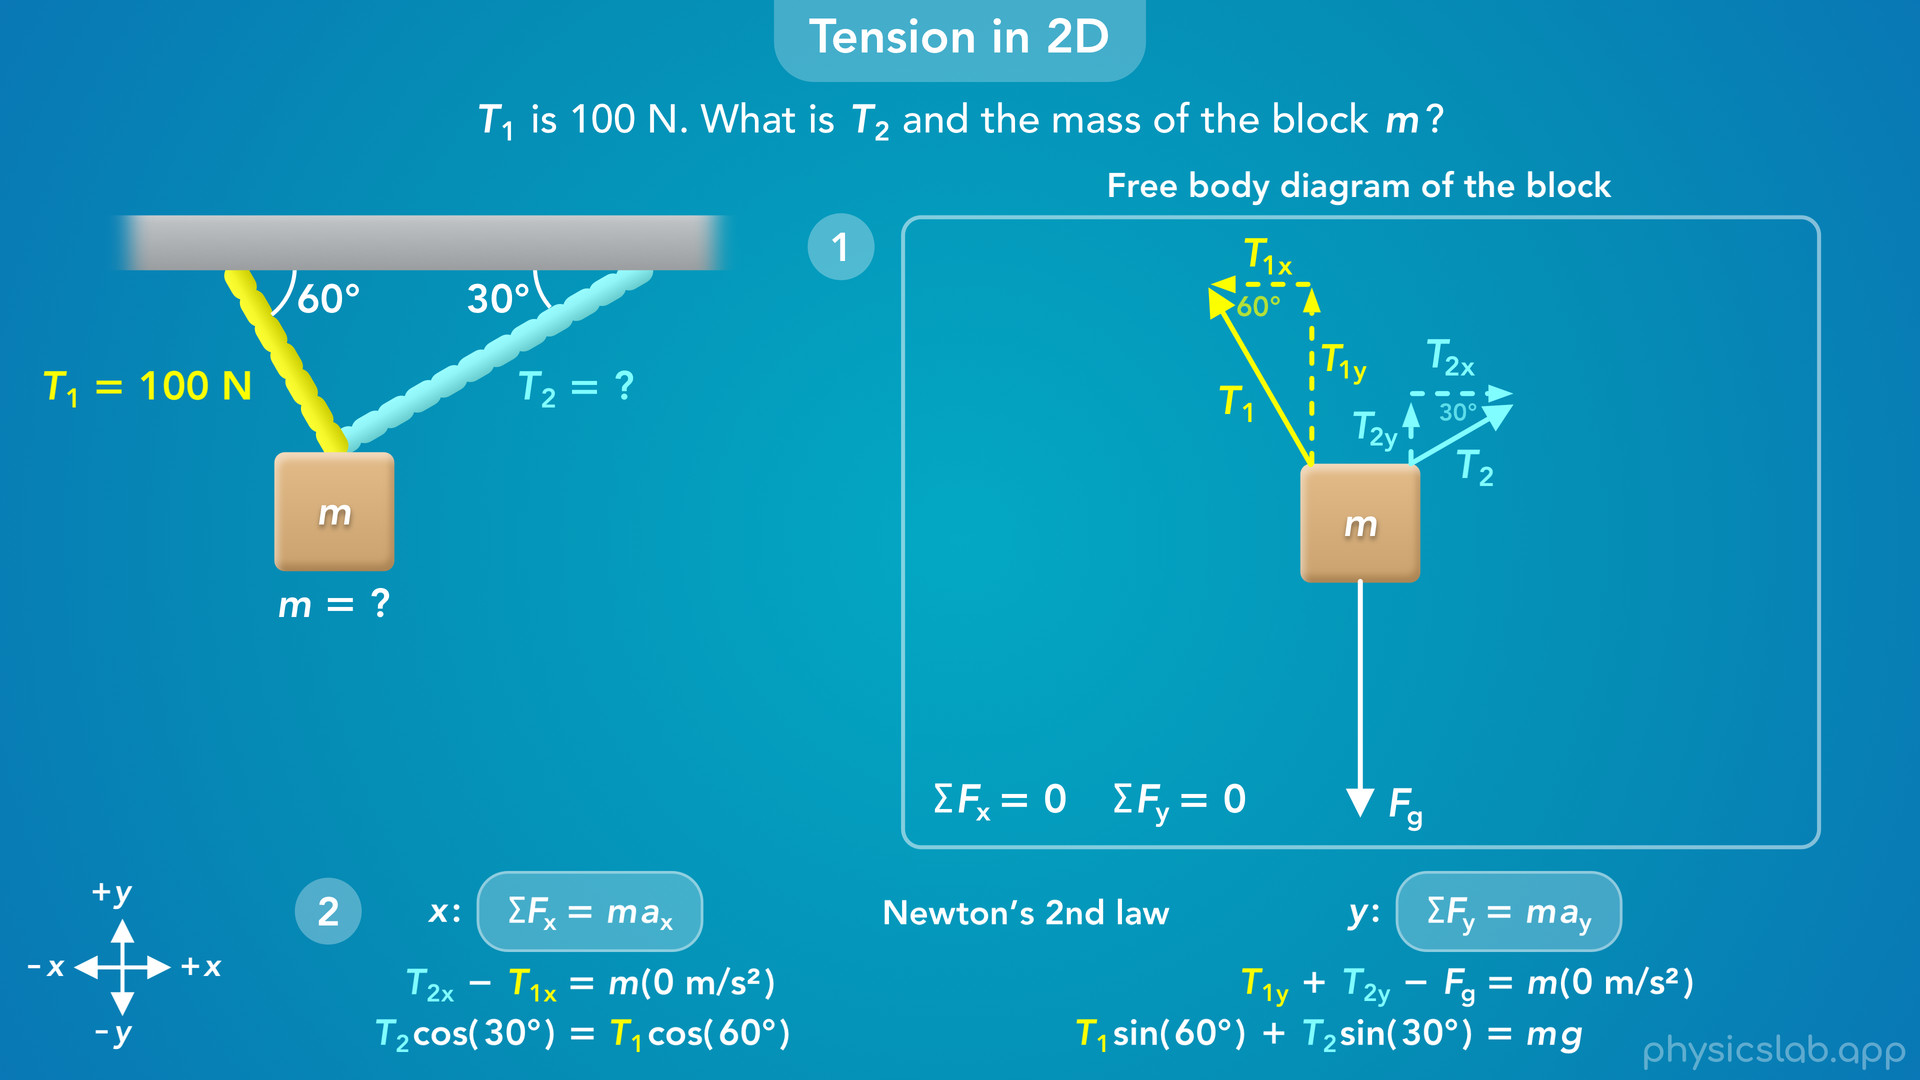 Tension in 2D
T₁ is 100 N. What is T₂ and the mass of the block m?
Free body diagram of the block
60°
30°
T₁ = 100 N
T₂ = ?
m
m = ?
1
T₁x
60°
T₁y
T₁
T₂x
30°
T₂y
T₂
m
ΣFx = 0 ΣFy = 0
Fg
+y
-x +x
-y
2 x: ΣFx = max
Newton's 2nd law
y: ΣFy = may
T₂x − T₁x = m(0 m/s²)
T₁y + T₂y − Fg = m(0 m/s²)
T₂cos(30°) = T₁cos(60°)
T₁sin(60°) + T₂sin(30°) = mg
physicslab.app